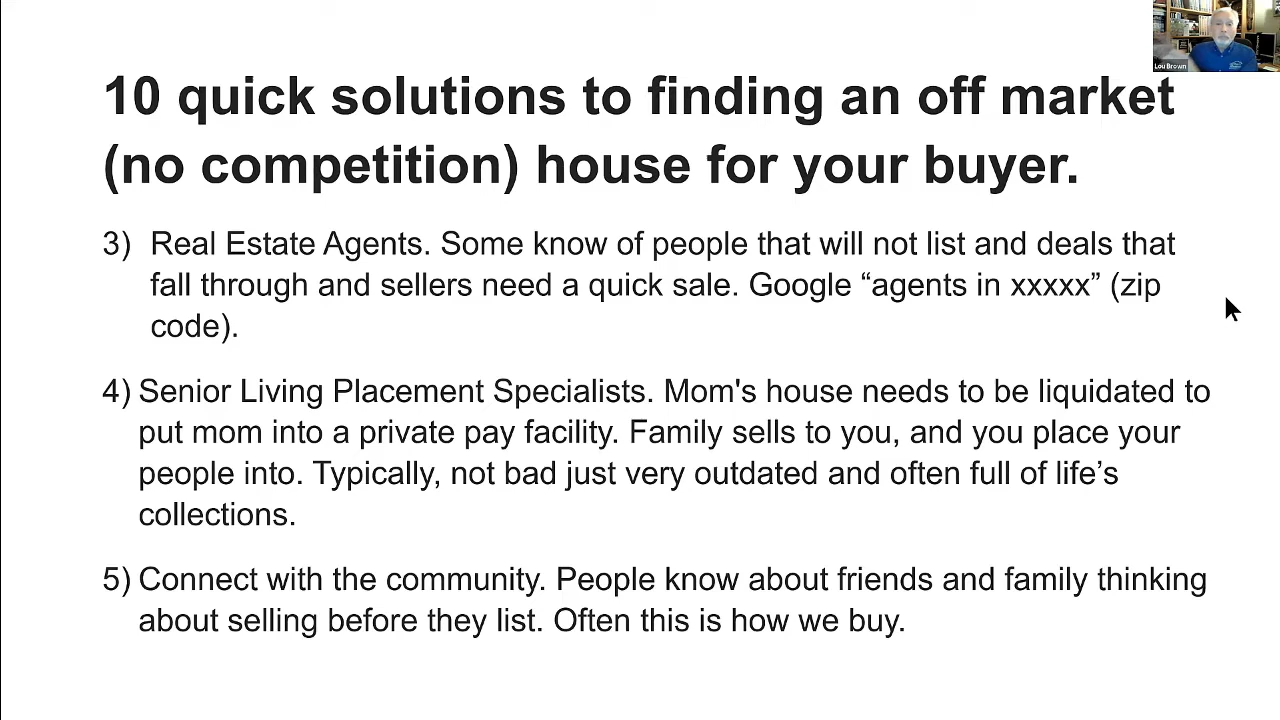 Lou Brown
10 quick solutions to finding an off market
(no competition) house for your buyer.
3) Real Estate Agents. Some know of people that will not list and deals that
fall through and sellers need a quick sale. Google “agents in xxxxx” (zip
code).
4) Senior Living Placement Specialists. Mom's house needs to be liquidated to
put mom into a private pay facility. Family sells to you, and you place your
people into. Typically, not bad just very outdated and often full of life’s
collections.
5) Connect with the community. People know about friends and family thinking
about selling before they list. Often this is how we buy.